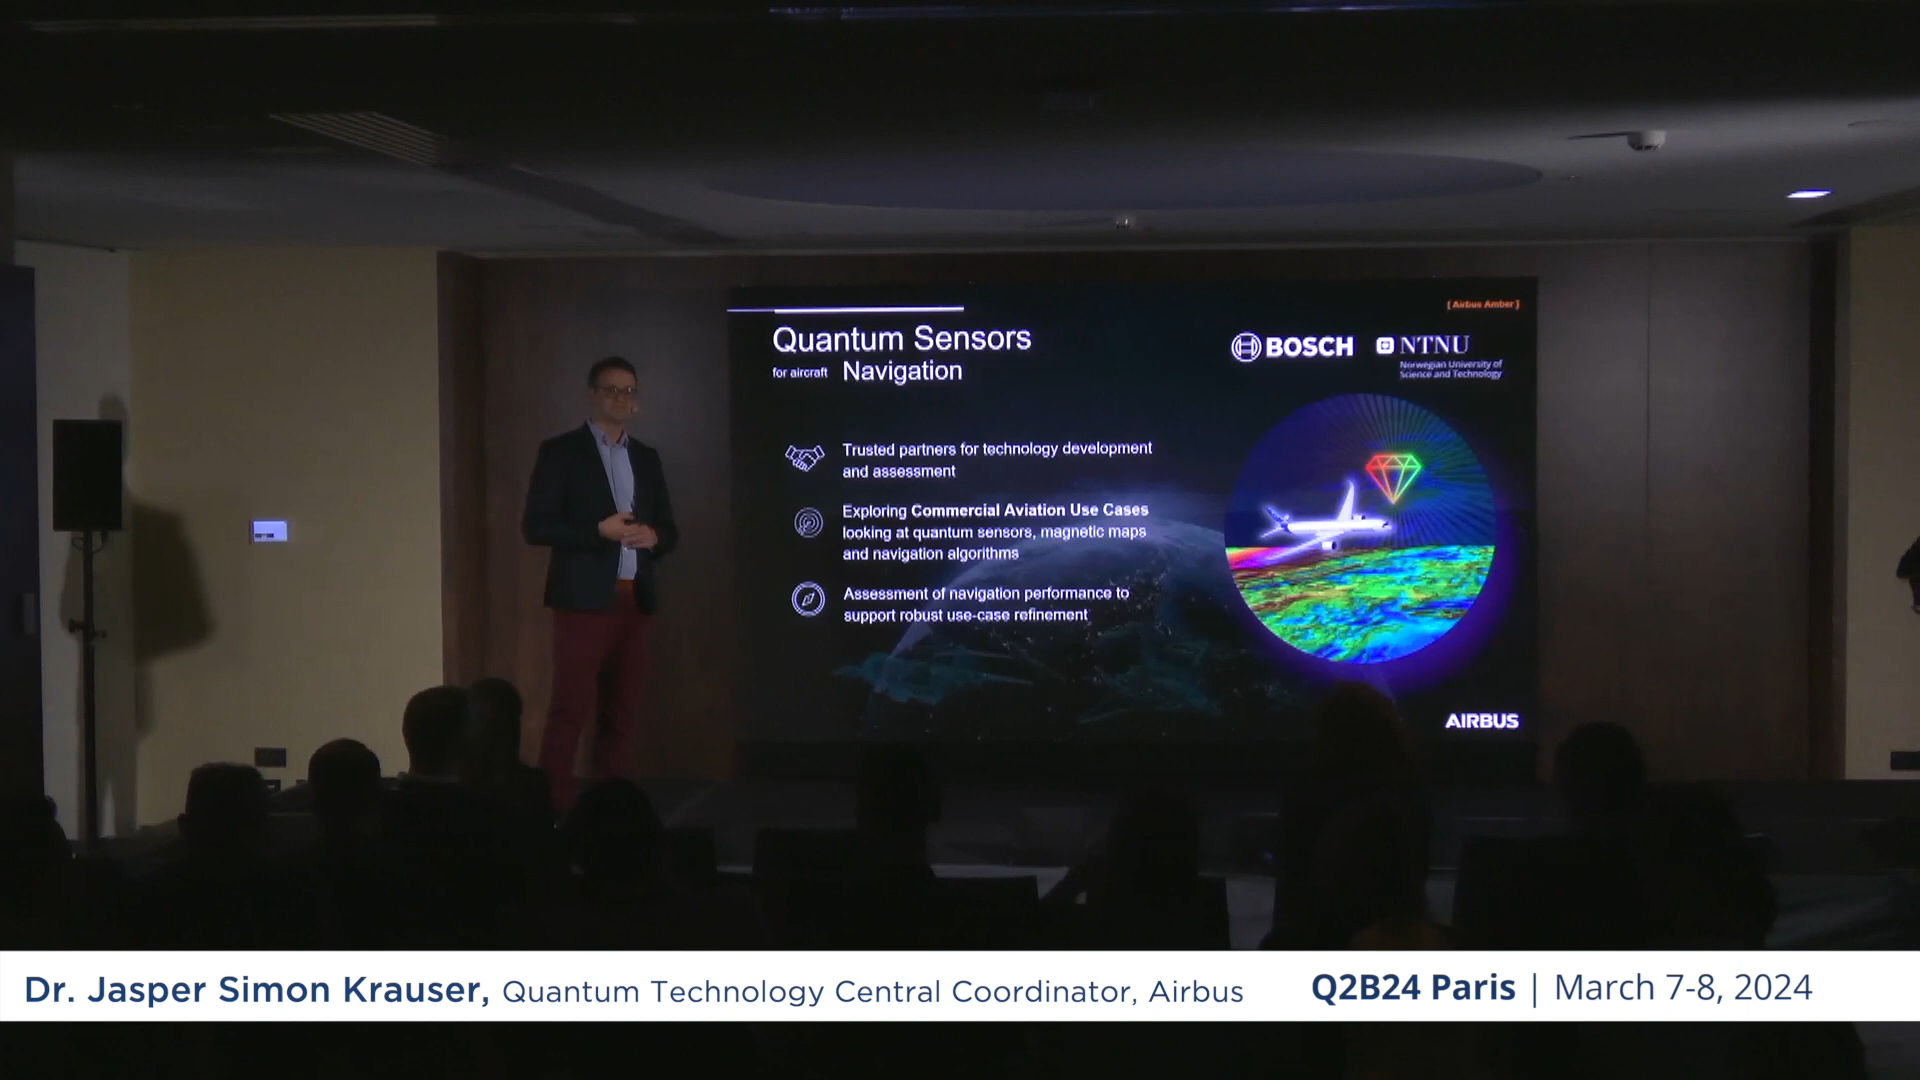 [ Airbus Amber ]
Quantum Sensors
for aircraft Navigation
BOSCH
NTNU
Norwegian University of
Science and Technology
Trusted partners for technology development
and assessment
Exploring Commercial Aviation Use Cases
looking at quantum sensors, magnetic maps
and navigation algorithms
Assessment of navigation performance to
support robust use-case refinement
AIRBUS
Dr. Jasper Simon Krauser, Quantum Technology Central Coordinator, Airbus
Q2B24 Paris | March 7-8, 2024